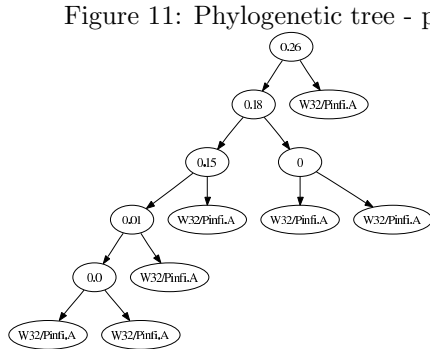 Figure 11: Phylogenetic tree - p
0.26
0.18 W32/Pinfi.A
0.15 0
0.01 W32/Pinfi.A W32/Pinfi.A W32/Pinfi.A
0.0 W32/Pinfi.A
W32/Pinfi.A W32/Pinfi.A